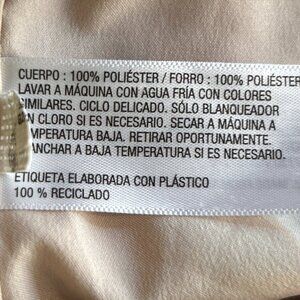 CUERPO : 100% POLIÉSTER / FORRO : 100% POLIÉSTER
LAVAR A MÁQUINA CON AGUA FRÍA CON COLORES
SIMILARES. CICLO DELICADO. SÓLO BLANQUEADOR
CON CLORO SI ES NECESARIO. SECAR A MÁQUINA A
TEMPERATURA BAJA. RETIRAR OPORTUNAMENTE.
PLANCHAR A BAJA TEMPERATURA SI ES NECESARIO.
ETIQUETA ELABORADA CON PLÁSTICO
100 % RECICLADO